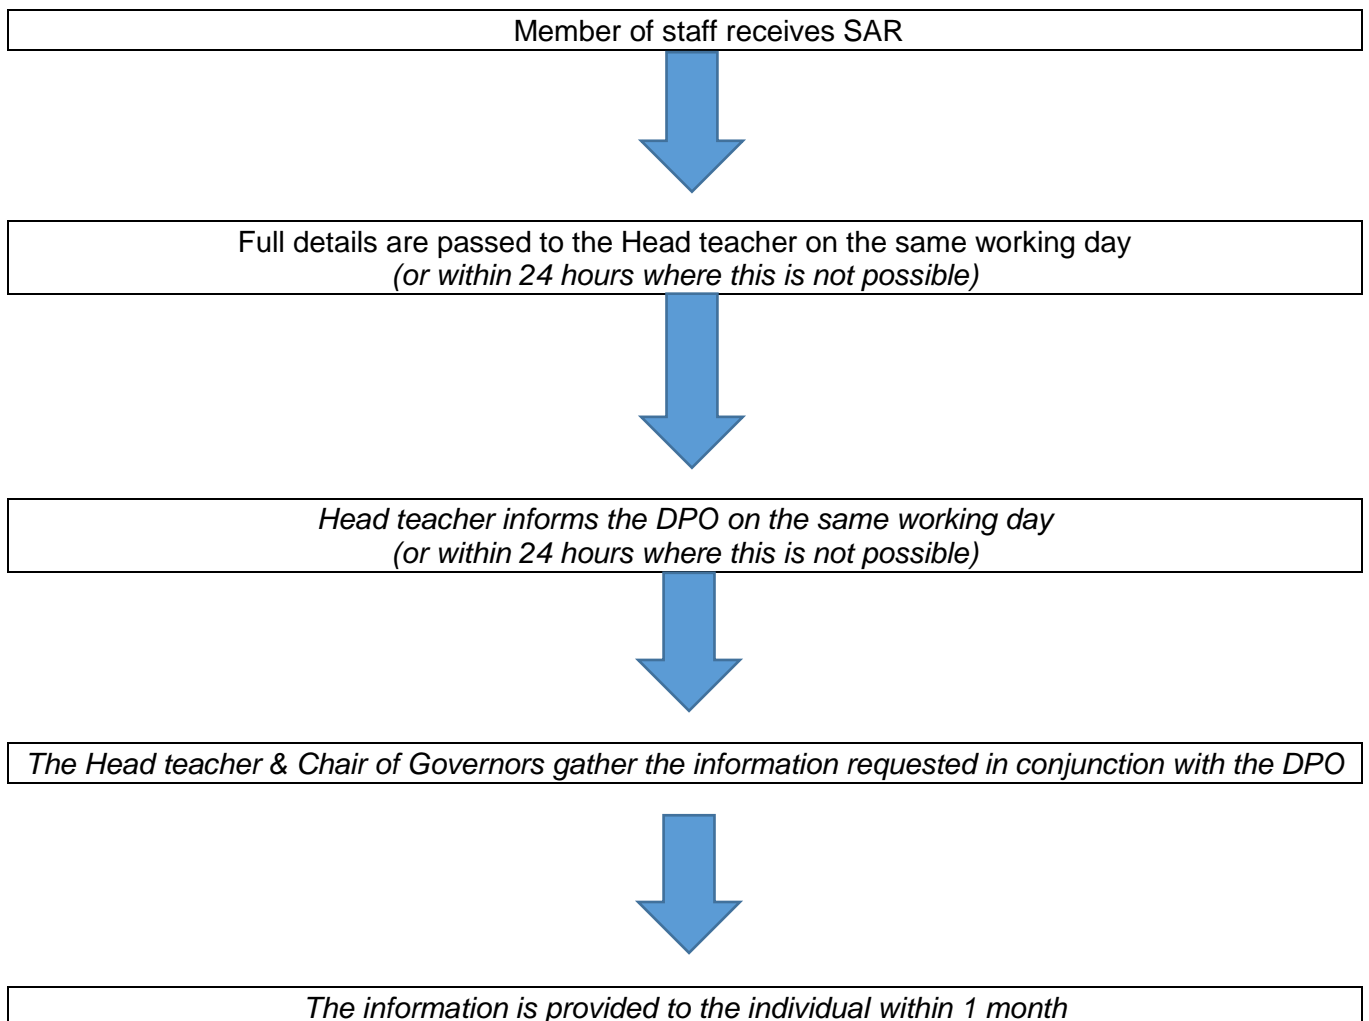 Member of staff receives SAR
Full details are passed to the Head teacher on the same working day
(or within 24 hours where this is not possible)
Head teacher informs the DPO on the same working day
(or within 24 hours where this is not possible)
The Head teacher & Chair of Governors gather the information requested in conjunction with the DPO
The information is provided to the individual within 1 month